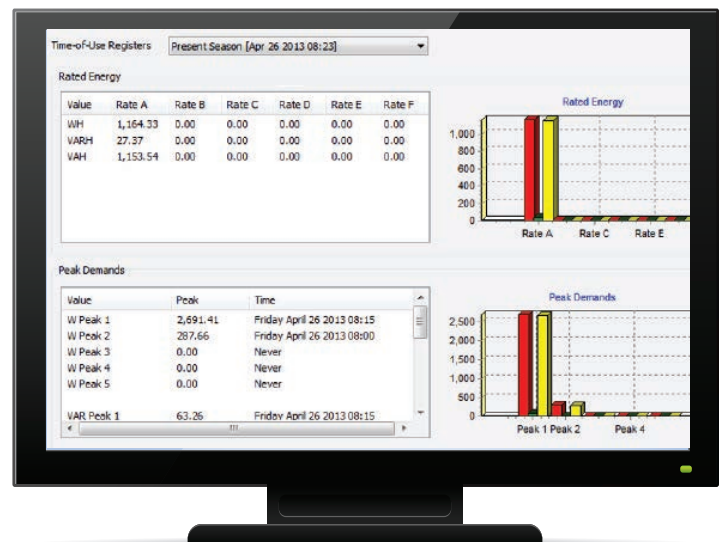 Time-of-Use Registers Present Season [Apr 26 2013 08:23]
Rated Energy
Value Rate A Rate B Rate C Rate D Rate E Rate F
WH 1,164.33 0.00 0.00 0.00 0.00 0.00
VARH 27.37 0.00 0.00 0.00 0.00 0.00
VAH 1,153.54 0.00 0.00 0.00 0.00 0.00
Rated Energy
1,000
800
600
400
200
0
Rate A Rate C Rate E
Peak Demands
Value Peak Time
W Peak 1 2,691.41 Friday April 26 2013 08:15
W Peak 2 287.66 Friday April 26 2013 08:00
W Peak 3 0.00 Never
W Peak 4 0.00 Never
W Peak 5 0.00 Never
VAR Peak 1 63.26 Friday April 26 2013 08:15
Peak Demands
2,500
2,000
1,500
1,000
500
0
Peak 1 Peak 2 Peak 4